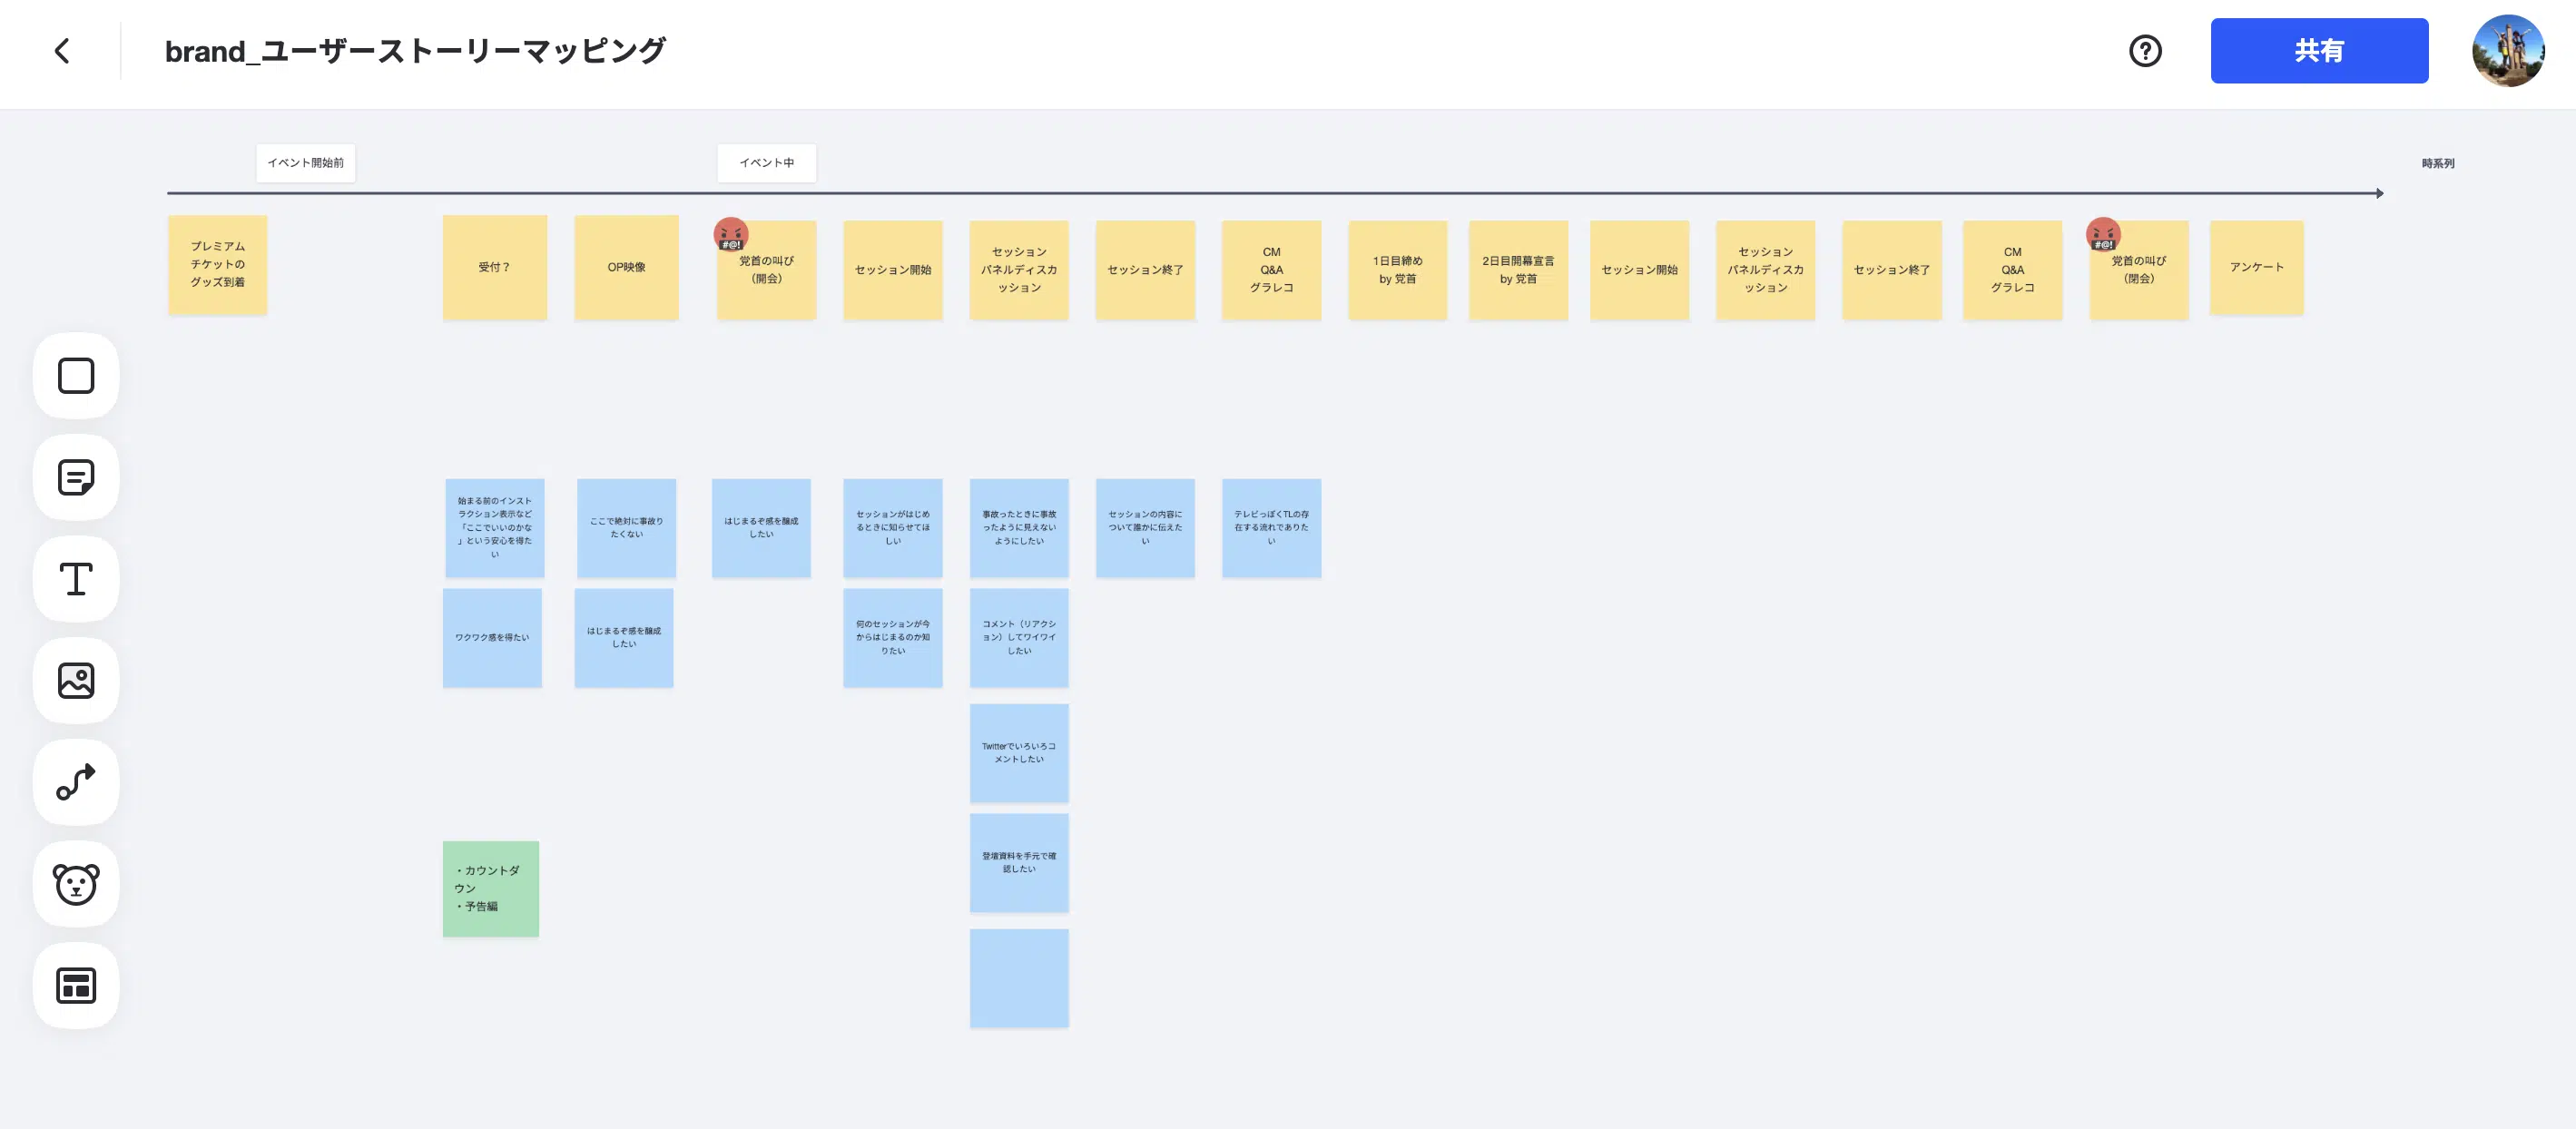 brand_ユーザーストーリーマッピング
共有
イベント開始前
イベント中
時系列
プレミアム
チケットの
グッズ到着
受付？
OP映像
#@!
党首の叫び
（開会）
セッション開始
セッション
パネルディスカ
ッション
セッション終了
CM
Q&A
グラレコ
1日目締め
by 党首
2日目開幕宣言
by 党首
セッション開始
セッション
パネルディスカ
ッション
セッション終了
CM
Q&A
グラレコ
#@!
党首の叫び
（閉会）
アンケート
始まる前のインスト
ラクション表示など
「ここでいいのかな
」という安心を得た
い
ここで絶対に事故り
たくない
はじまるぞ感を醸成
したい
セッションがはじめ
るときに知らせてほ
しい
事故ったときに事故
ったように見えない
ようにしたい
セッションの内容に
ついて誰かに伝えた
い
テレビっぽくTLの存
在する流れでありた
い
ワクワク感を得たい
はじまるぞ感を醸成
したい
何のセッションが今
からはじまるのか知
りたい
コメント（リアクシ
ョン）してワイワイ
したい
Twitterでいろいろコ
メントしたい
登壇資料を手元で確
認したい
・カウントダ
ウン
・予告編